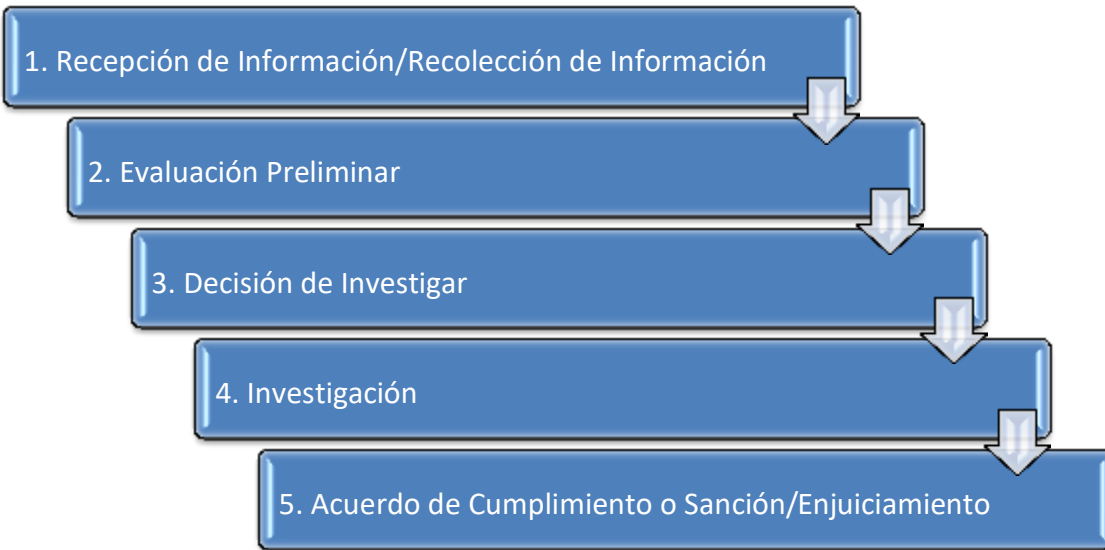 1. Recepción de Información/Recolección de Información
2. Evaluación Preliminar
3. Decisión de Investigar
4. Investigación
5. Acuerdo de Cumplimiento o Sanción/Enjuiciamiento